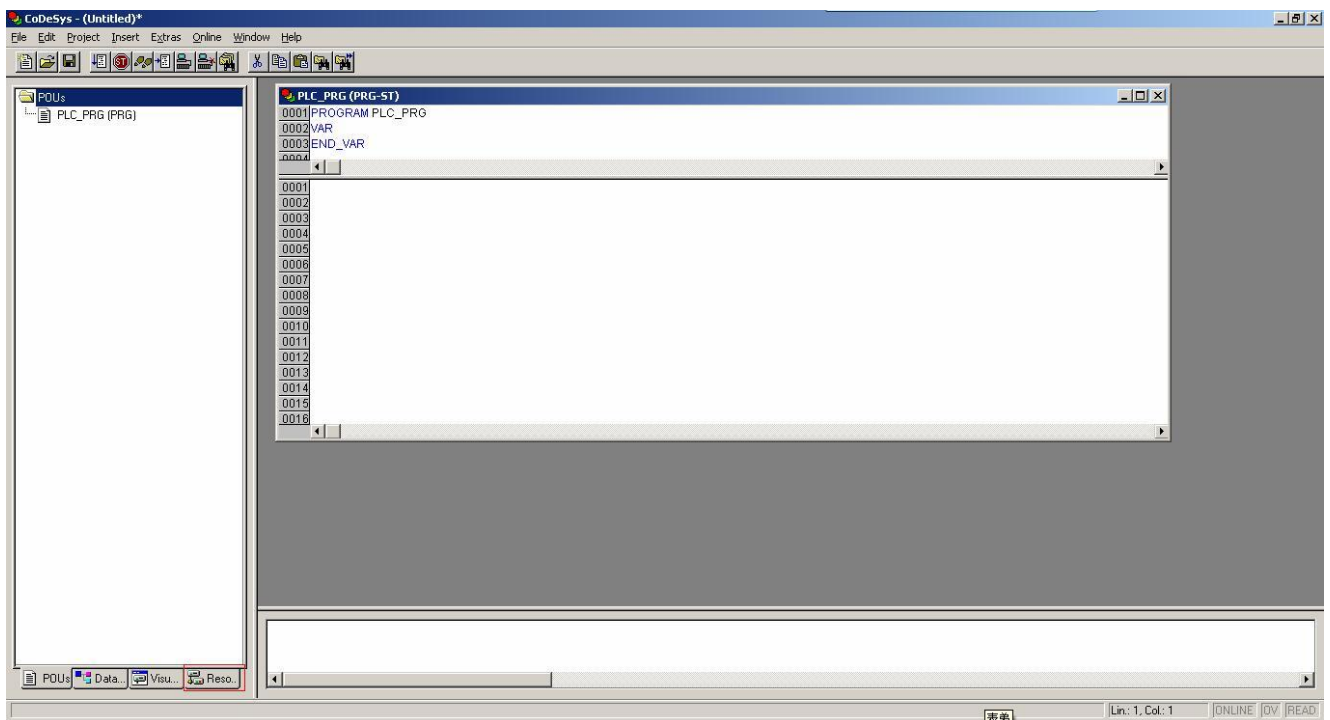 CoDeSys - (Untitled)*
File Edit Project Insert Extras Online Window Help
POUs
PLC_PRG (PRG)
PLC_PRG (PRG-ST)
0001 PROGRAM PLC_PRG
0002 VAR
0003 END_VAR
0004
0001
0002
0003
0004
0005
0006
0007
0008
0009
0010
0011
0012
0013
0014
0015
0016
POUs Data... Visu... Reso..
Lin.: 1, Col.: 1 ONLINE OV READ